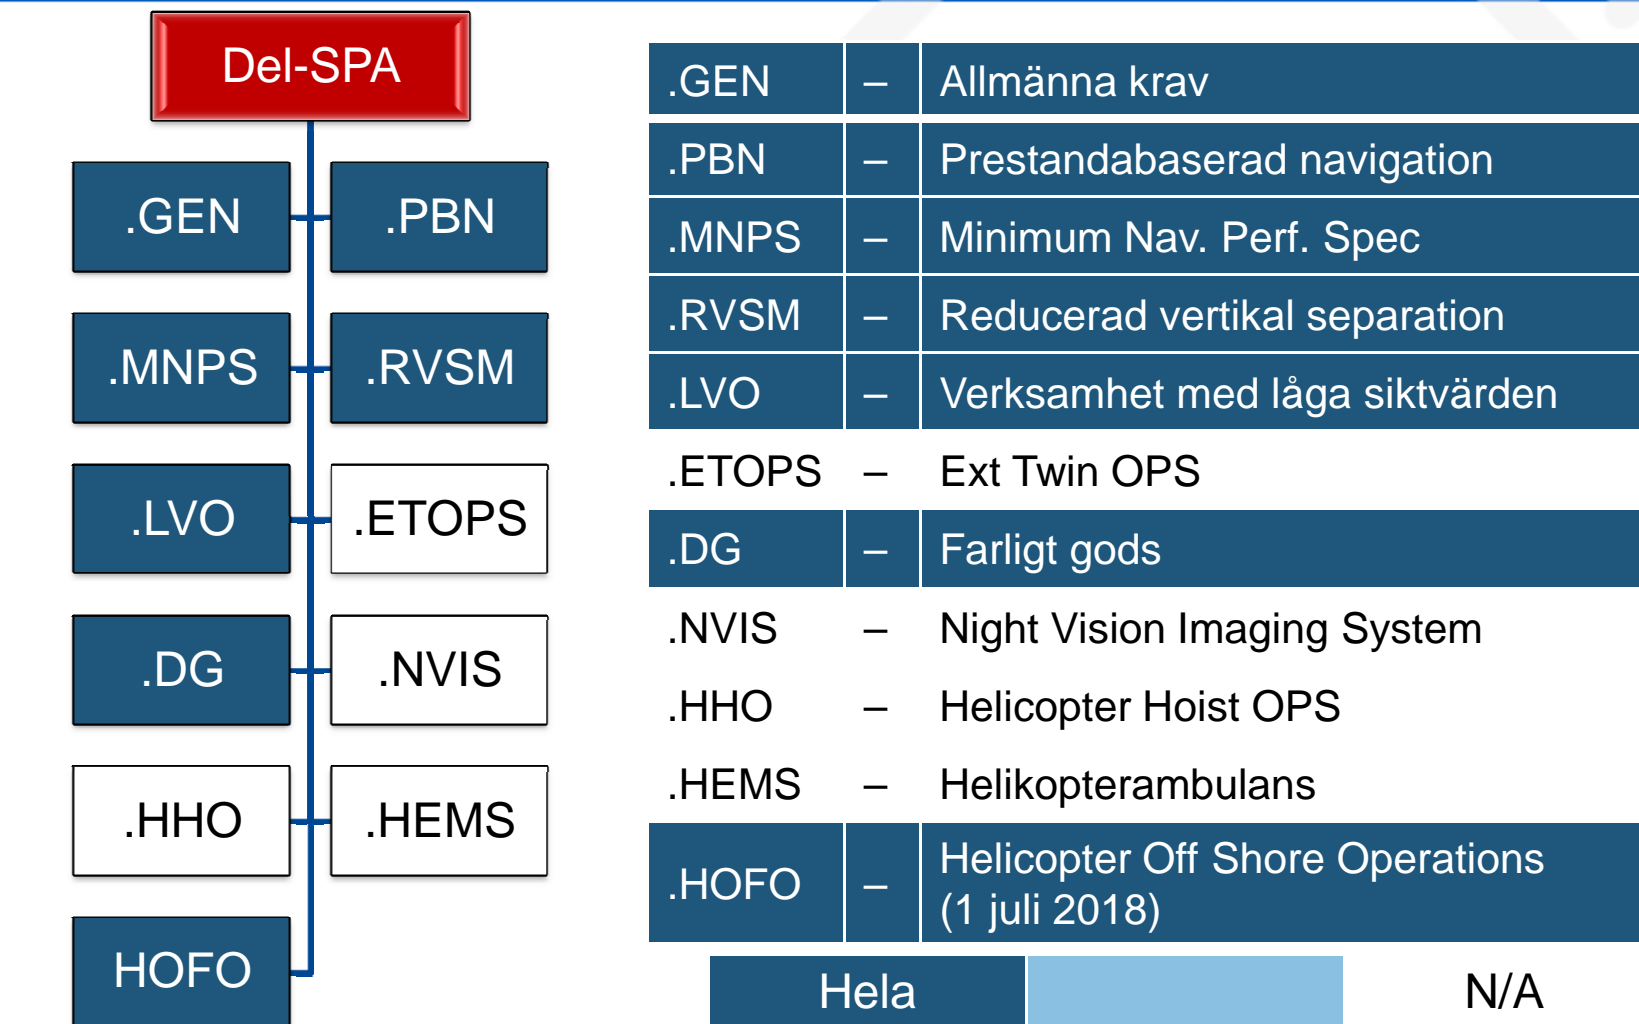 Del-SPA
.GEN
.PBN
.MNPS
.RVSM
.LVO
.ETOPS
.DG
.NVIS
.HHO
.HEMS
HOFO
.GEN – Allmänna krav
.PBN – Prestandabaserad navigation
.MNPS – Minimum Nav. Perf. Spec
.RVSM – Reducerad vertikal separation
.LVO – Verksamhet med låga siktvärden
.ETOPS – Ext Twin OPS
.DG – Farligt gods
.NVIS – Night Vision Imaging System
.HHO – Helicopter Hoist OPS
.HEMS – Helikopterambulans
.HOFO – Helicopter Off Shore Operations
(1 juli 2018)
Hela
N/A